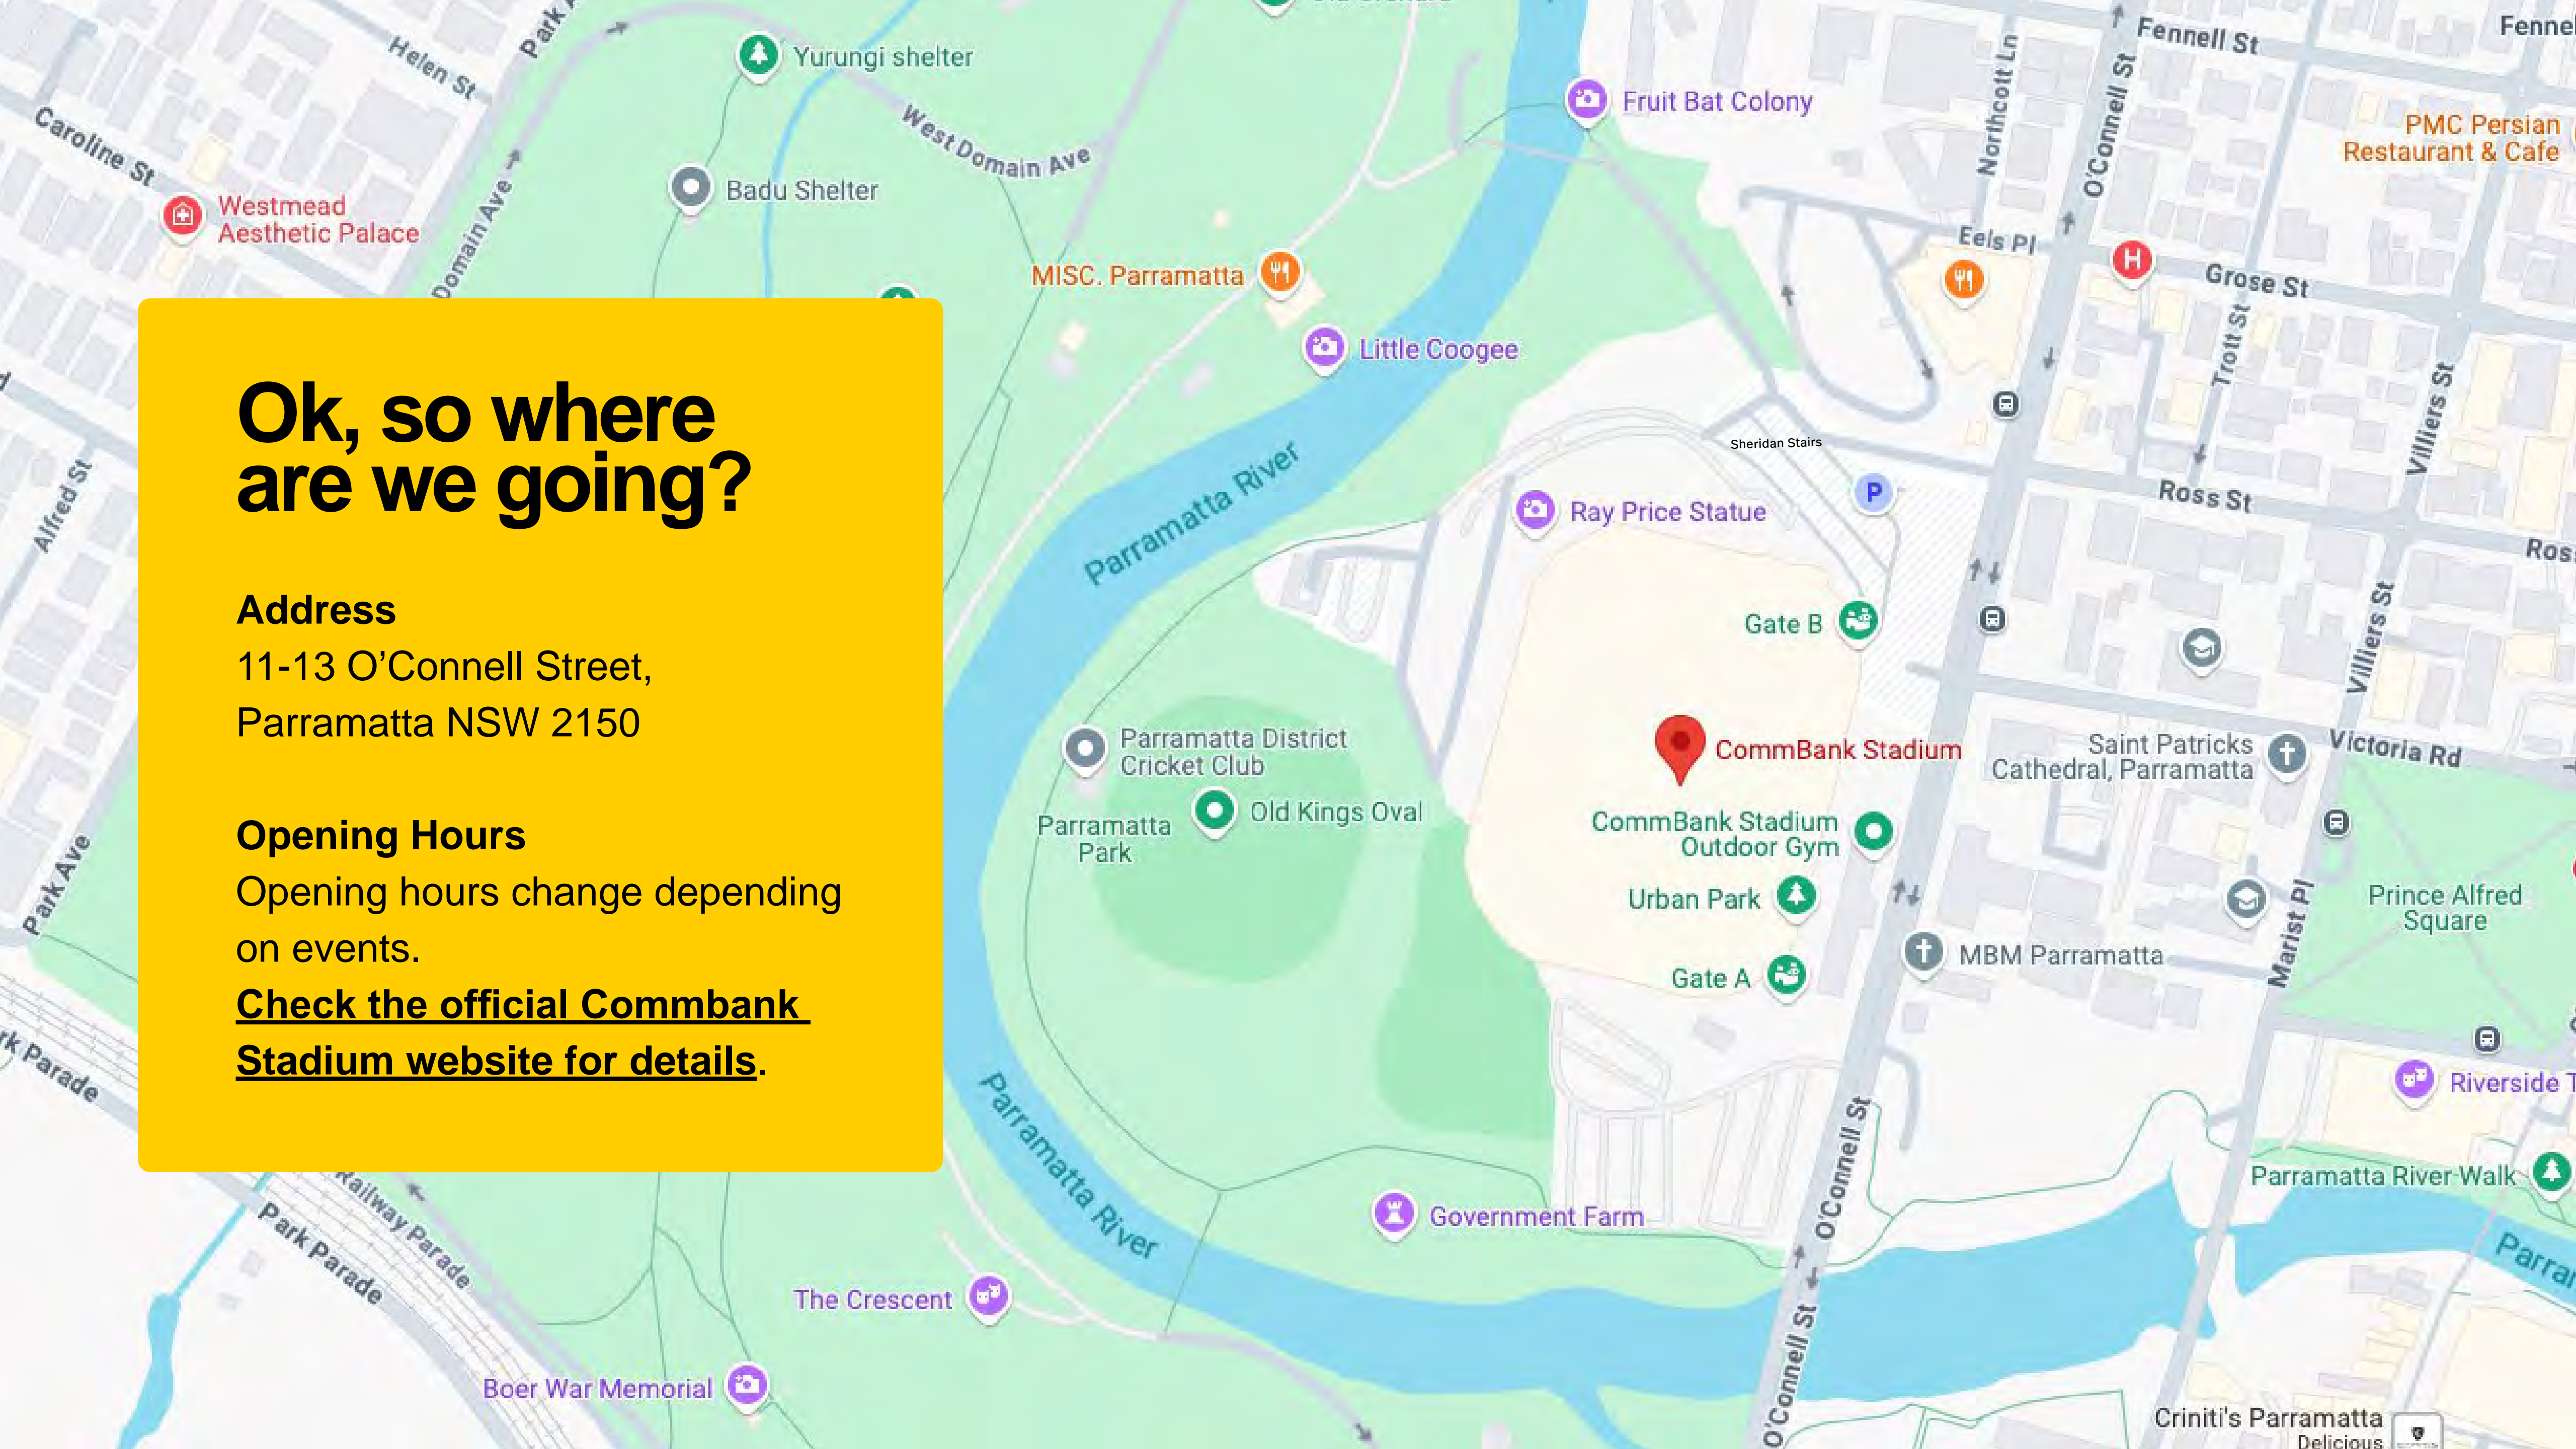 Ok, so where
are we going?
Address
11-13 O’Connell Street,
Parramatta NSW 2150
Opening Hours
Opening hours change depending
on events.
Check the official Commbank
Stadium website for details.
Helen St
Caroline St
Westmead
Aesthetic Palace
Domain Ave
Yurungi shelter
West Domain Ave
Badu Shelter
MISC. Parramatta
Little Coogee
Fruit Bat Colony
Northcott Ln
O'Connell St
Fennell St
PMC Persian
Restaurant & Cafe
Eels Pl
H
Grose St
Trott St
Villiers St
Sheridan Stairs
P
Ross St
Ray Price Statue
Parramatta River
Alfred St
Gate B
Villiers St
Parramatta District
Cricket Club
CommBank Stadium
Saint Patricks
Cathedral, Parramatta
Victoria Rd
Old Kings Oval
Parramatta
Park
CommBank Stadium
Outdoor Gym
Urban Park
Park Ave
Prince Alfred
Square
Marist Pl
MBM Parramatta
Gate A
Parramatta River
O'Connell St
Parramatta River Walk
Government Farm
Railway Parade
Park Parade
The Crescent
O'Connell St
Boer War Memorial
Criniti's Parramatta
Delicious